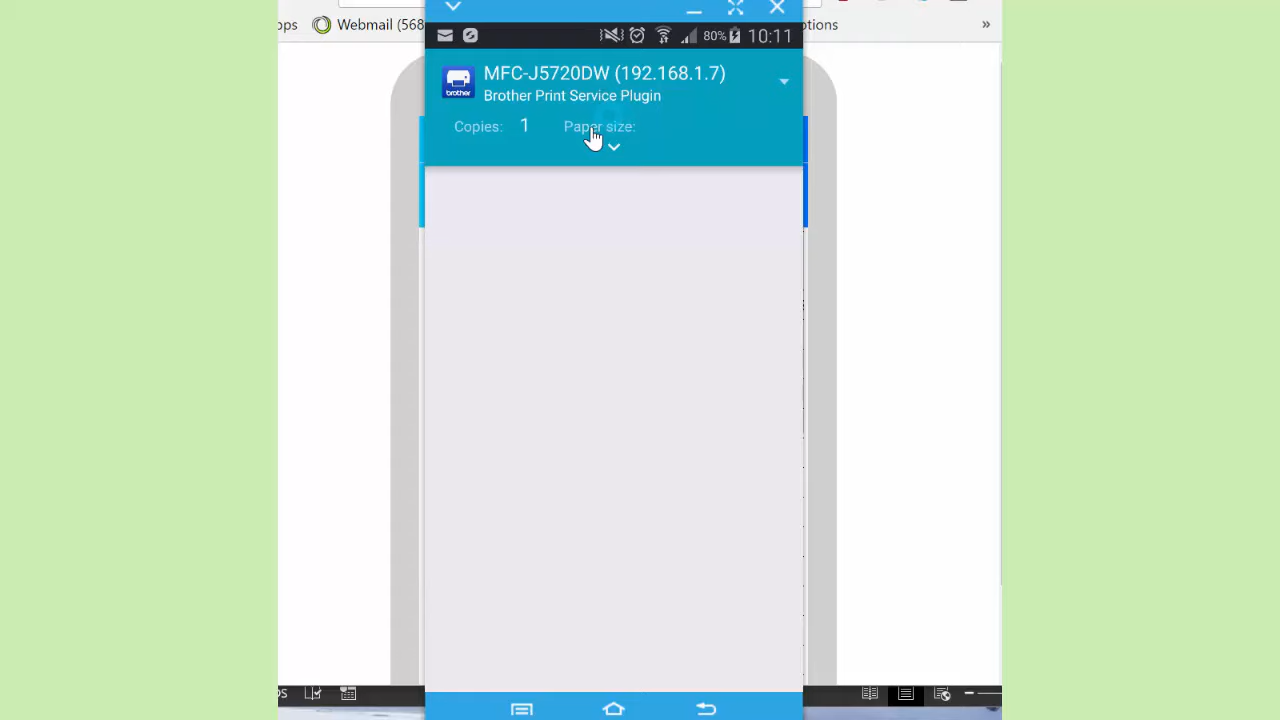 ps Webmail (568 ptions »
80% 10:11
MFC-J5720DW (192.168.1.7)
brother
Brother Print Service Plugin
Copies: 1 Paper size:
os